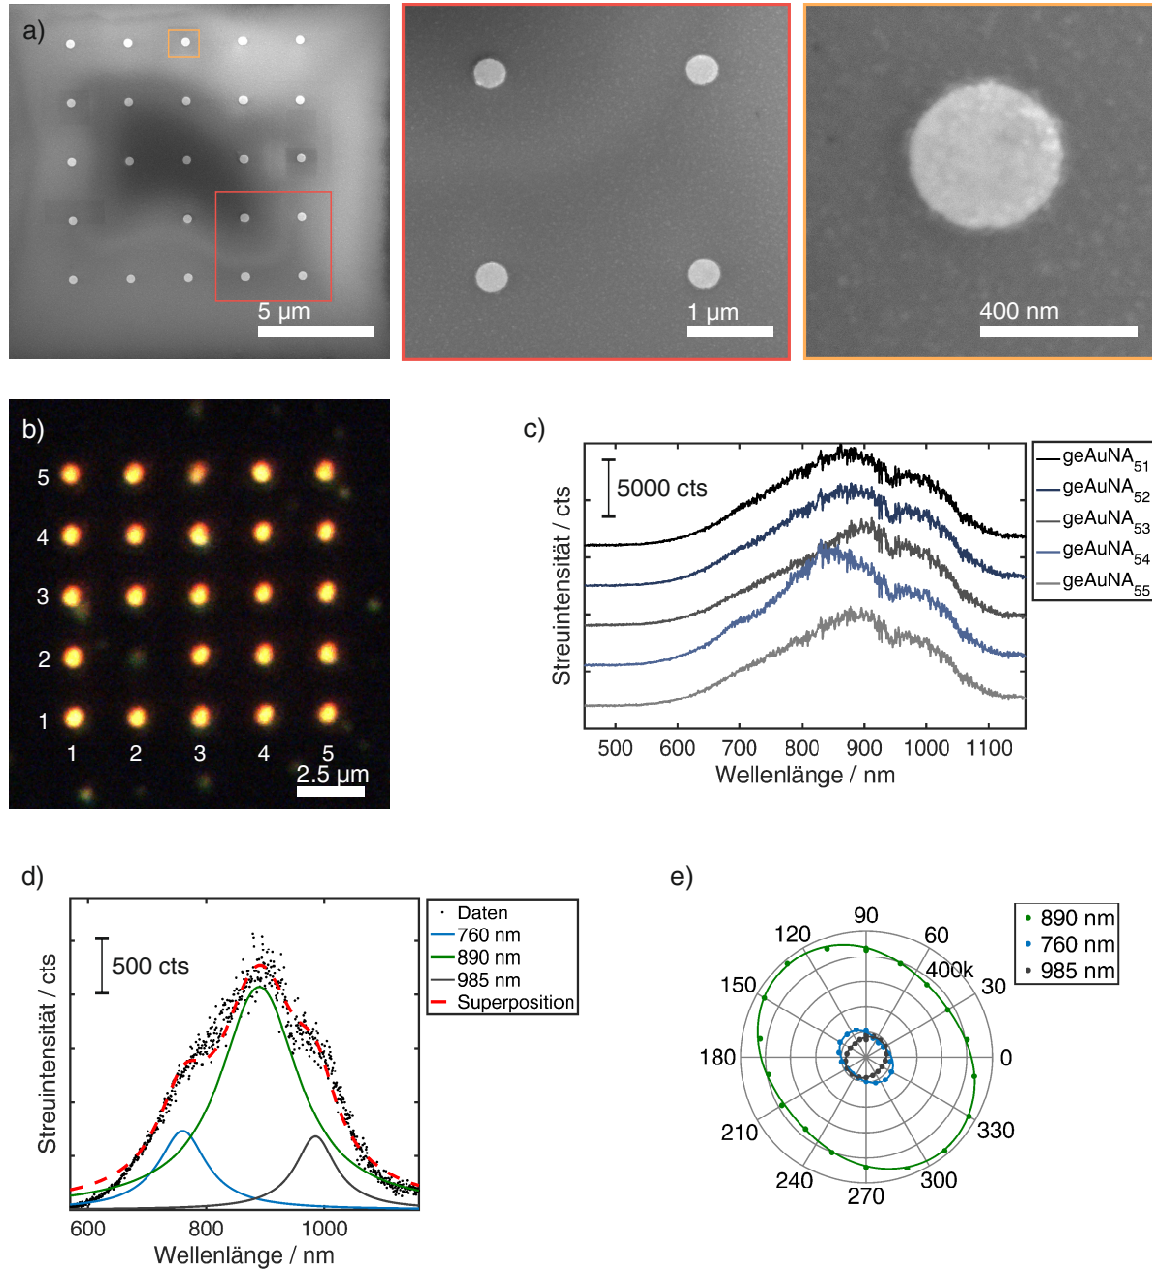 a)
5 µm
1 µm
400 nm
b)
5
4
3
2
1
1 2 3 4 5
2.5 µm
c)
5000 cts
Streuintensität / cts
500 600 700 800 900 1000 1100
Wellenlänge / nm
geAuNA51
geAuNA52
geAuNA53
geAuNA54
geAuNA55
d)
500 cts
Streuintensität / cts
600 800 1000
Wellenlänge / nm
Daten
760 nm
890 nm
985 nm
Superposition
e)
90
120 60
400k
150 30
180 0
210 330
240 300
270
890 nm
760 nm
985 nm